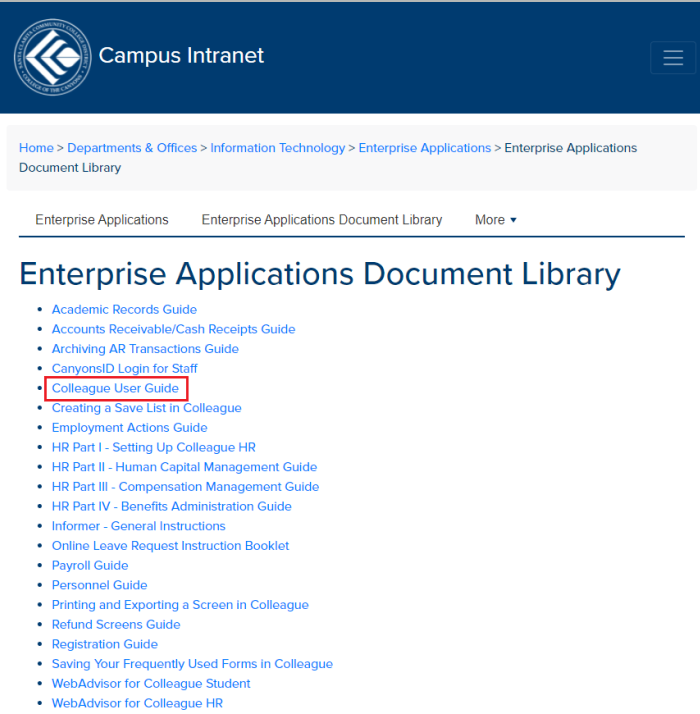 SANTA CLARITA COMMUNITY COLLEGE DISTRICT
COLLEGE OF THE CANYONS
Campus Intranet
Home > Departments & Offices > Information Technology > Enterprise Applications > Enterprise Applications
Document Library
Enterprise Applications Enterprise Applications Document Library More
Enterprise Applications Document Library
• Academic Records Guide
• Accounts Receivable/Cash Receipts Guide
• Archiving AR Transactions Guide
• CanyonsID Login for Staff
• Colleague User Guide
• Creating a Save List in Colleague
• Employment Actions Guide
• HR Part I - Setting Up Colleague HR
• HR Part II - Human Capital Management Guide
• HR Part III - Compensation Management Guide
• HR Part IV - Benefits Administration Guide
• Informer - General Instructions
• Online Leave Request Instruction Booklet
• Payroll Guide
• Personnel Guide
• Printing and Exporting a Screen in Colleague
• Refund Screens Guide
• Registration Guide
• Saving Your Frequently Used Forms in Colleague
• WebAdvisor for Colleague Student
• WebAdvisor for Colleague HR